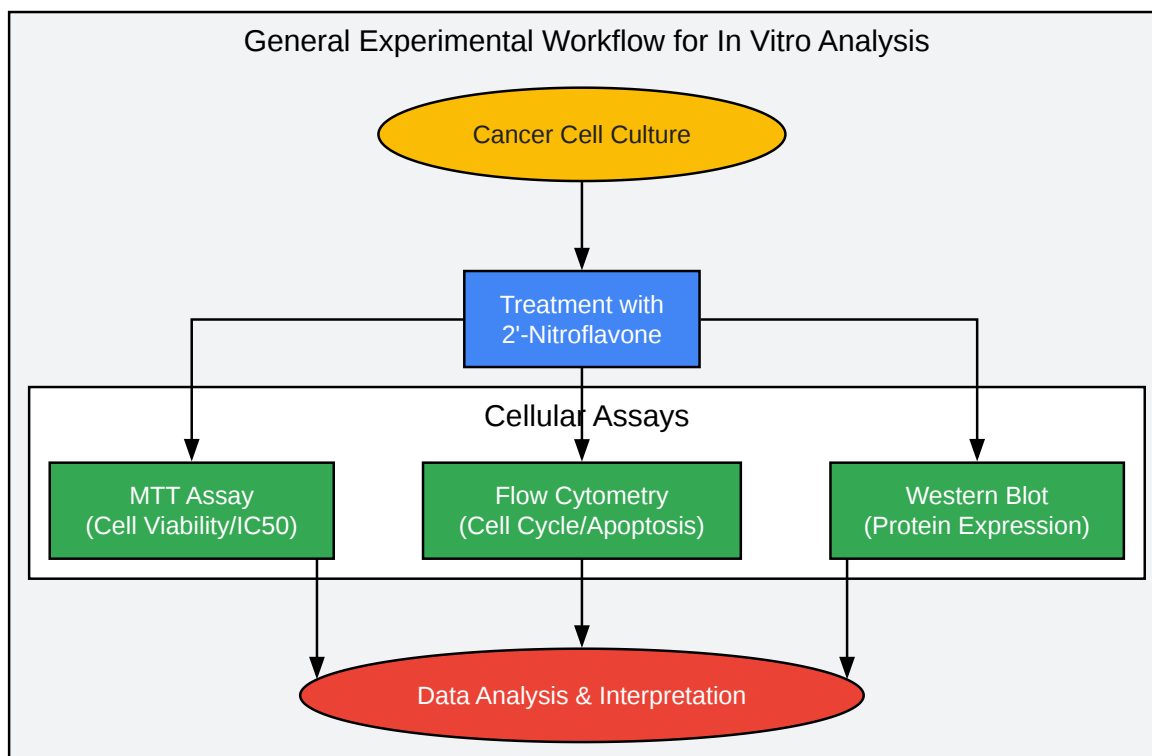 General Experimental Workflow for In Vitro Analysis
Cancer Cell Culture
Treatment with
2'-Nitroflavone
Cellular Assays
MTT Assay
(Cell Viability/IC50)
Flow Cytometry
(Cell Cycle/Apoptosis)
Western Blot
(Protein Expression)
Data Analysis & Interpretation